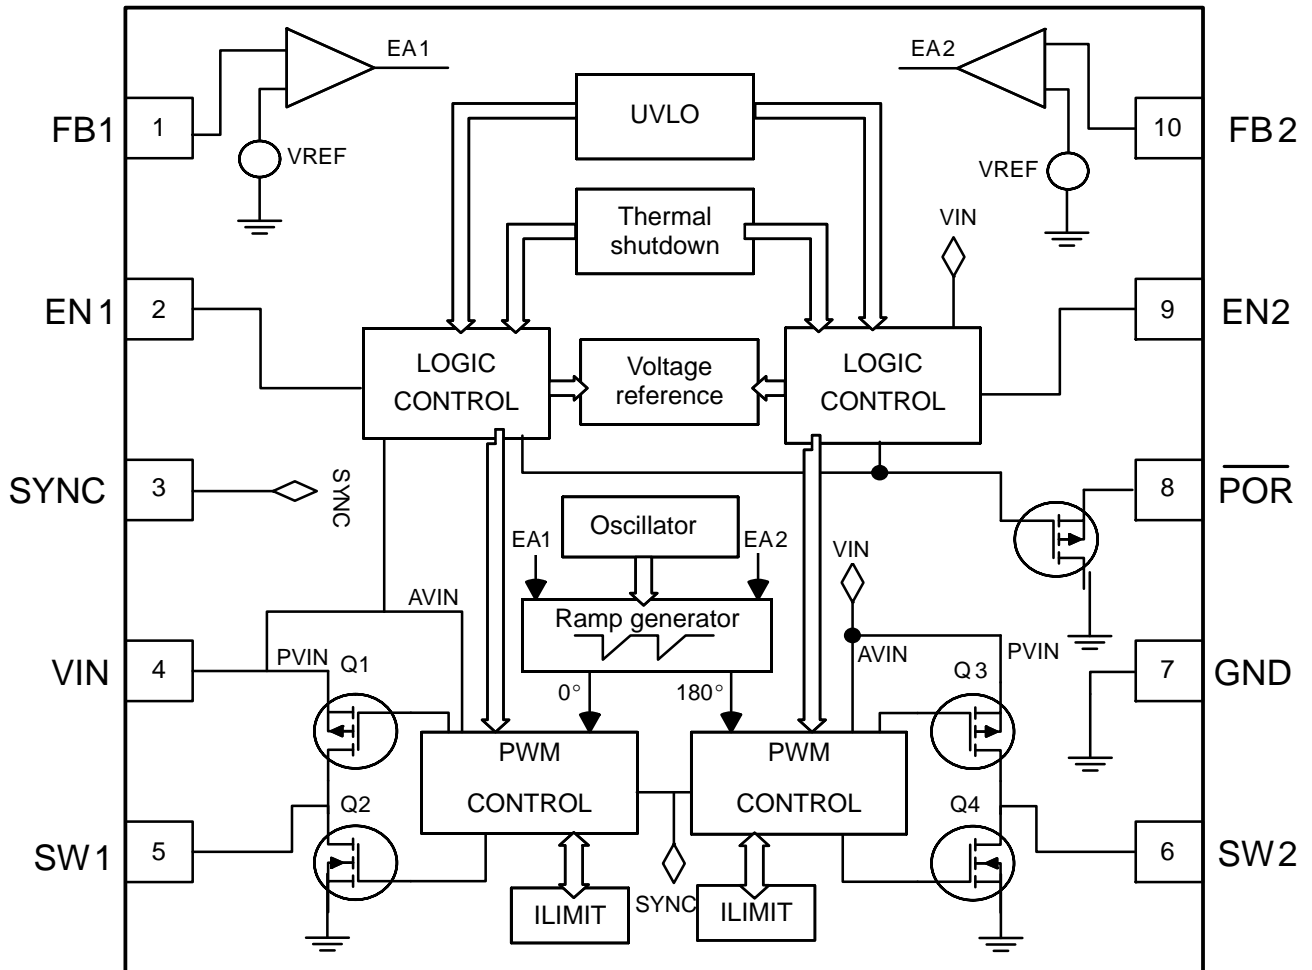 EA1
EA2
FB1
1
VREF
UVLO
10
FB2
VREF
Thermal
shutdown
VIN
EN1
2
9
EN2
LOGIC
CONTROL
Voltage
reference
LOGIC
CONTROL
SYNC
3
SYNC
8
POR
Oscillator
EA1
EA2
VIN
Ramp generator
AVIN
VIN
4
PVIN
Q1
0°
180°
AVIN
PVIN
Q3
7
GND
PWM
CONTROL
PWM
CONTROL
Q2
Q4
SW1
5
6
SW2
ILIMIT
SYNC
ILIMIT